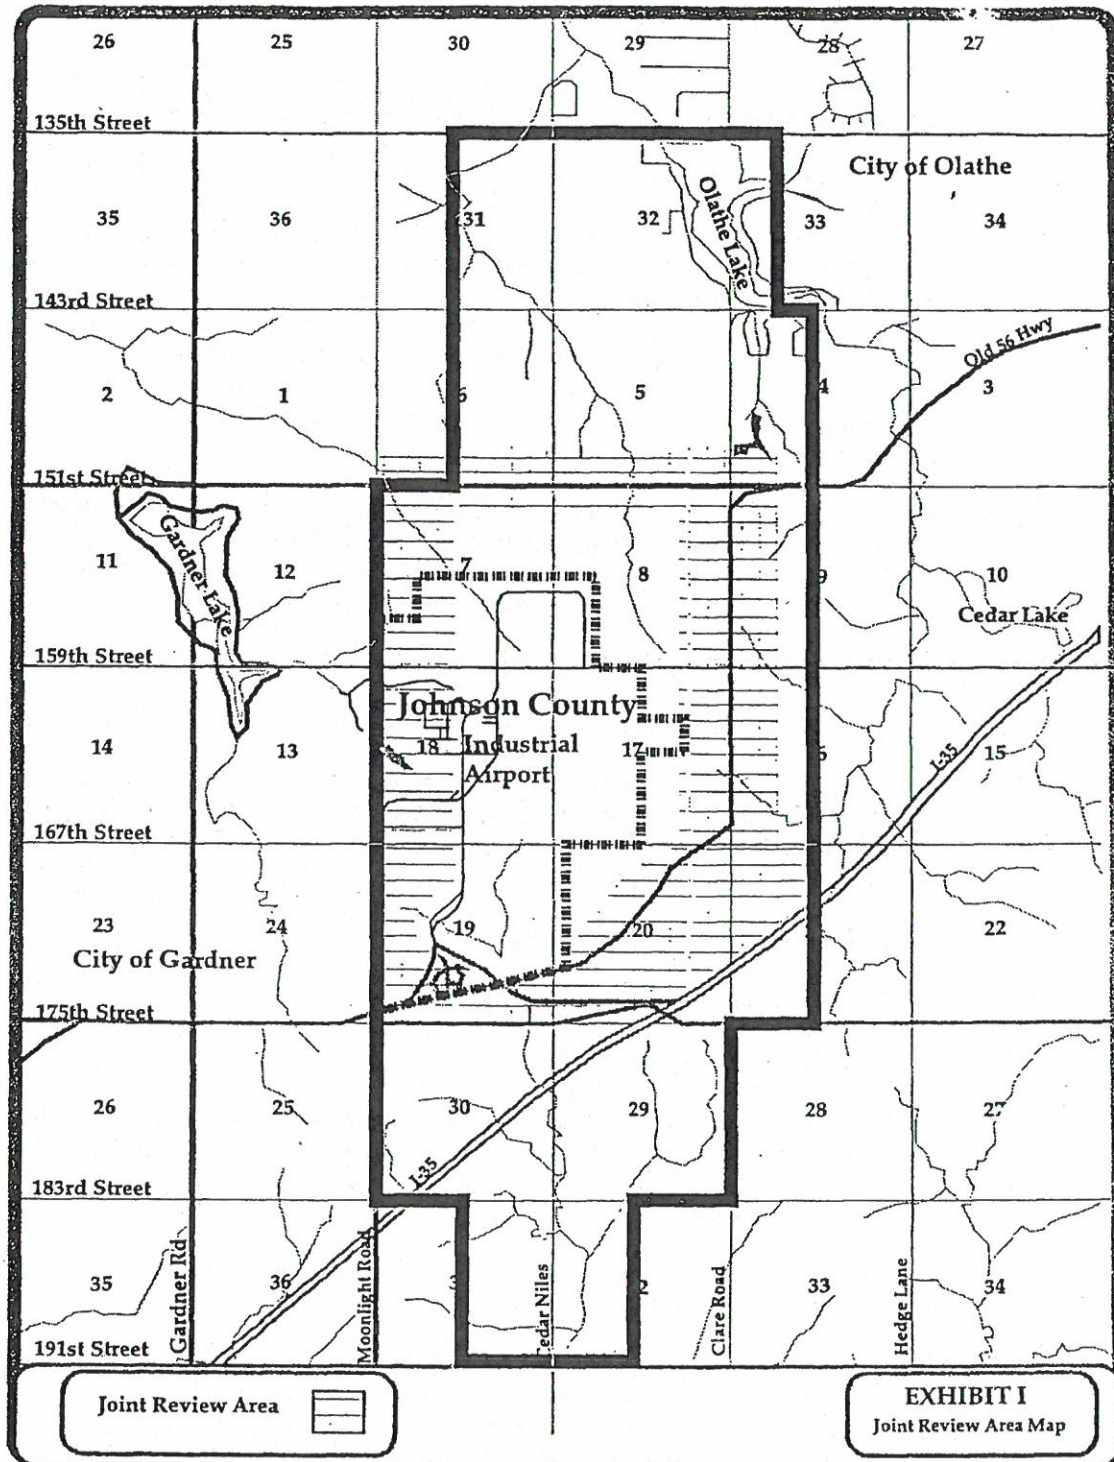 26 25 30 29 28 27
135th Street
City of Olathe
35 36 31 32 Olathe Lake 33 34
143rd Street
Old 56 Hwy
2 1 6 5 4 3
151st Street
Gardner Lake
11 12 7 8 9 10
Cedar Lake
159th Street
Johnson County
14 13 18 Industrial 17 I-35 15
Airport
167th Street
23 24 19 20 22
City of Gardner
175th Street
26 25 30 29 28 27
I-35
183rd Street
35 Gardner Rd 36 Moonlight Road Cedar Niles Clare Road 33 Hedge Lane 34
191st Street
Joint Review Area
EXHIBIT I
Joint Review Area Map